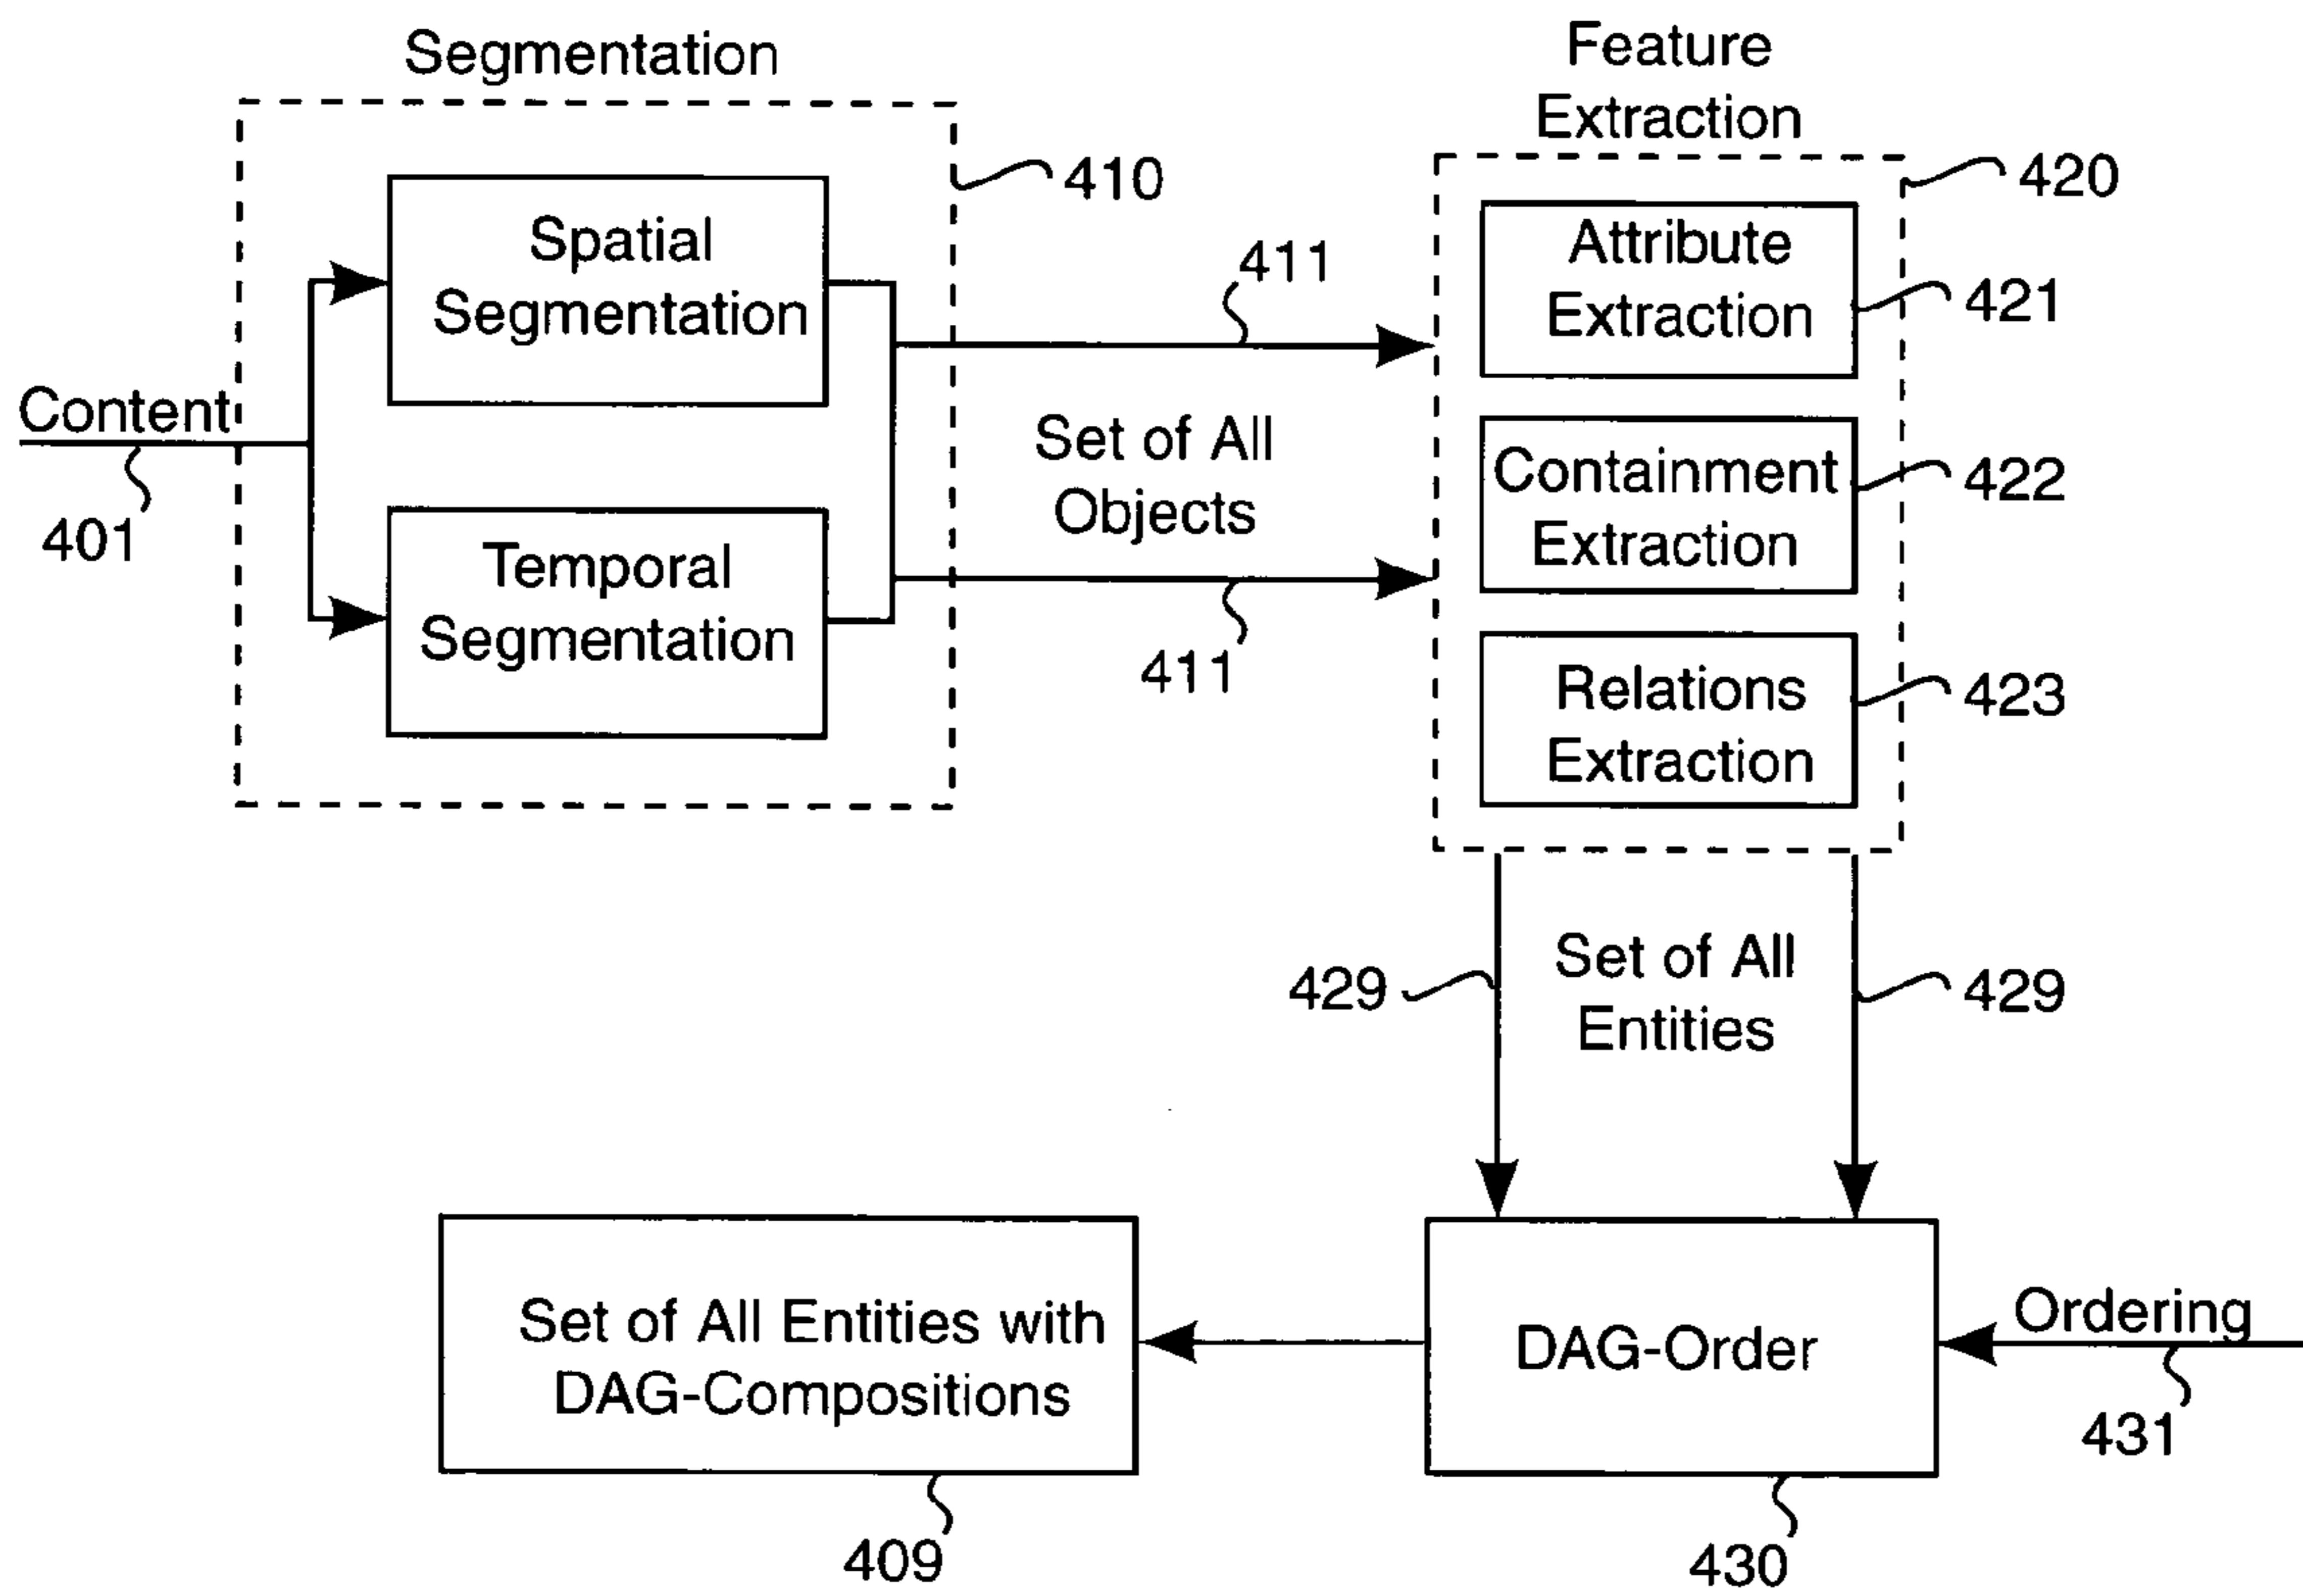 Segmentation
Feature
Extraction
410
420
Spatial
Segmentation
Attribute
Extraction
411
421
Content
401
Set of All
Objects
Containment
Extraction
422
Temporal
Segmentation
411
Relations
Extraction
423
429
Set of All
Entities
429
Set of All Entities with
DAG-Compositions
DAG-Order
Ordering
431
409
430